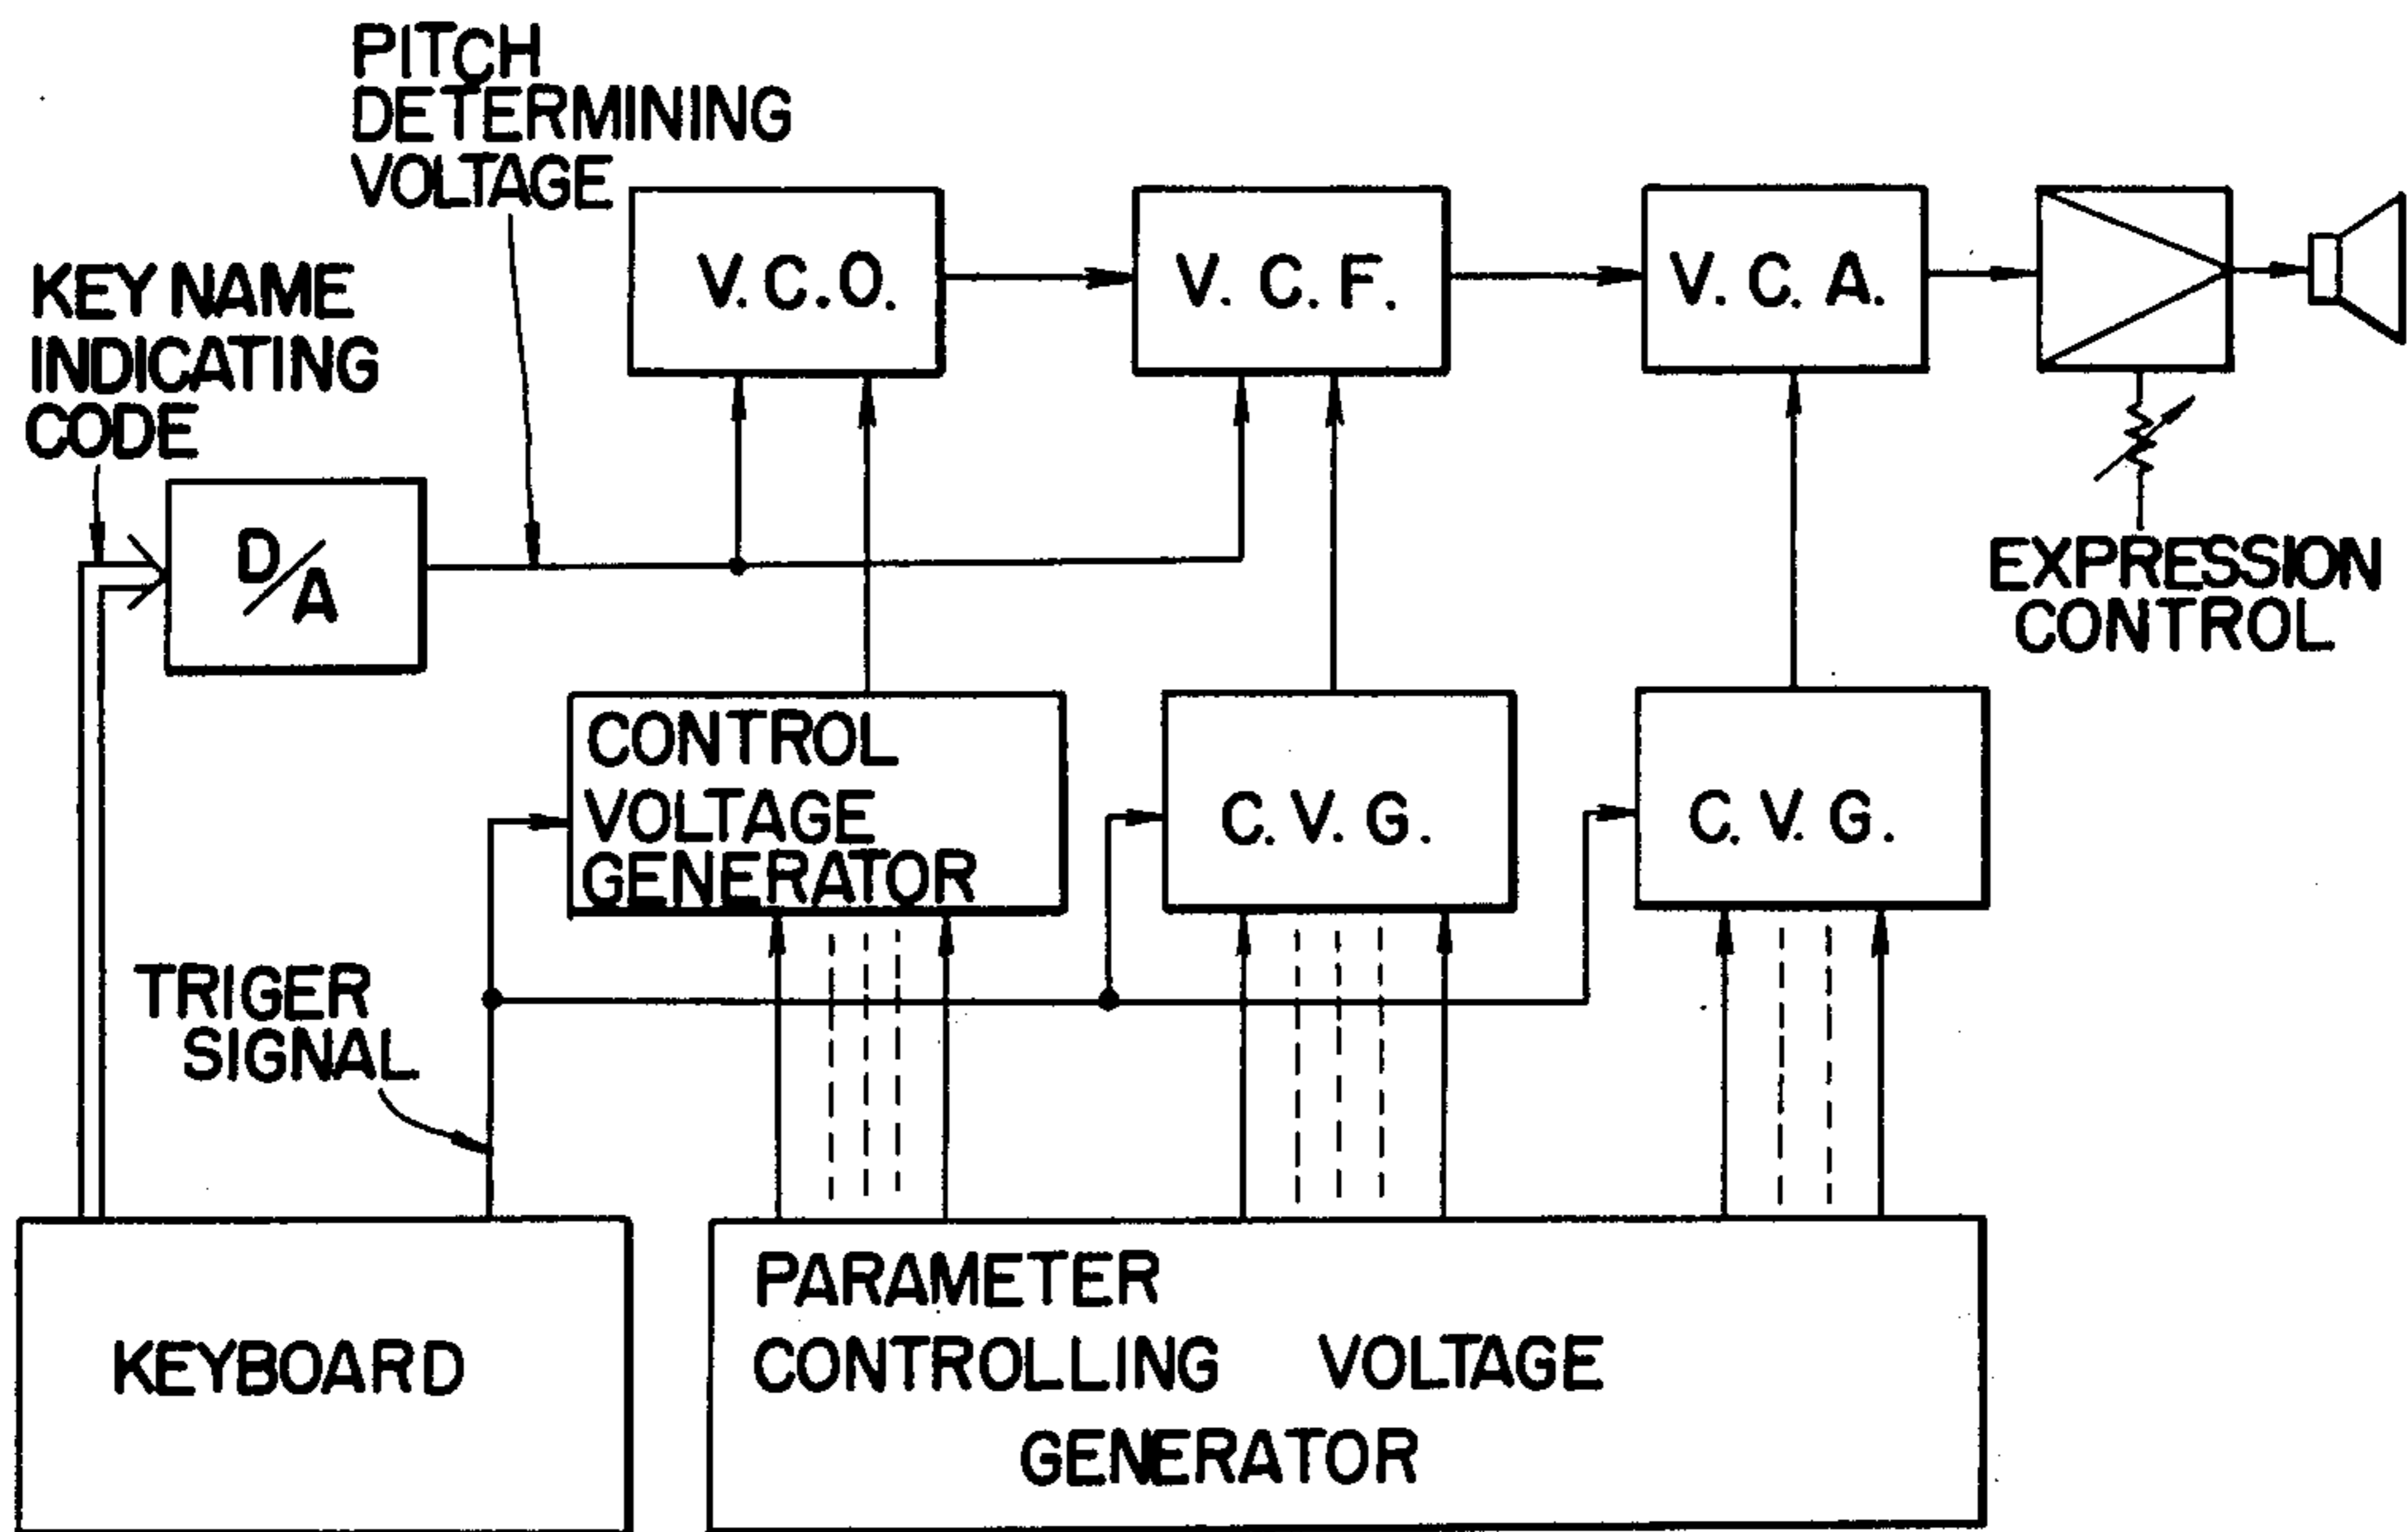 PITCH
DETERMINING
VOLTAGE
KEY NAME
INDICATING
CODE
V.C.O.
V. C. F.
V. C. A.
D/A
EXPRESSION
CONTROL
CONTROL
VOLTAGE
GENERATOR
C. V. G.
C. V. G.
TRIGER
SIGNAL
KEYBOARD
PARAMETER
CONTROLLING VOLTAGE
GENERATOR